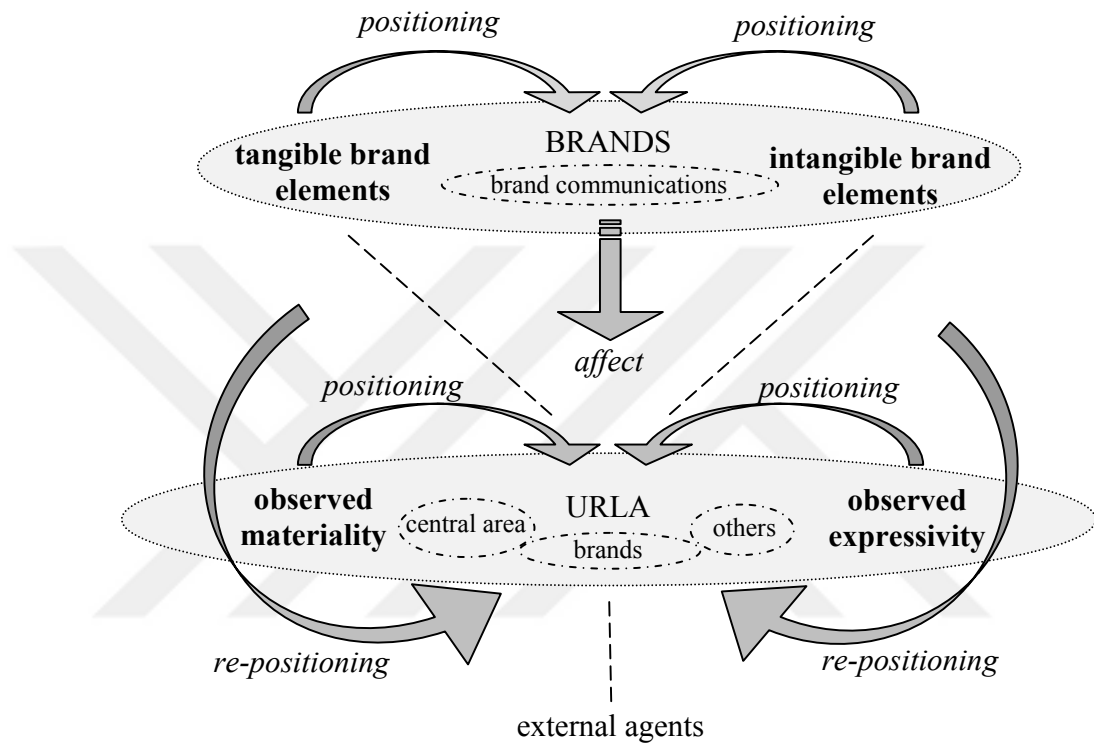 positioning
positioning
BRANDS
tangible brand
elements
brand communications
intangible brand
elements
affect
positioning
positioning
observed
materiality
central area
URLA
brands
others
observed
expressivity
re-positioning
re-positioning
external agents